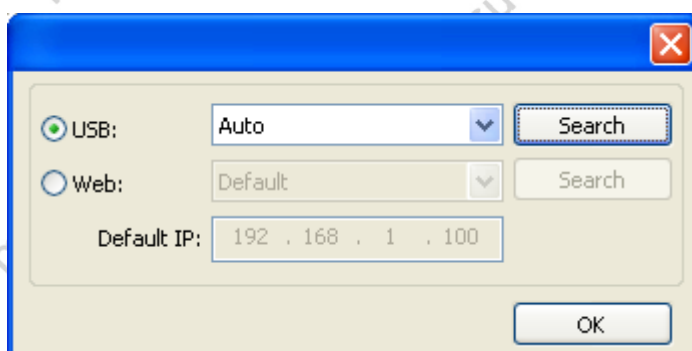 USB: Auto Search
Web: Default Search
Default IP: 192 . 168 . 1 . 100
OK